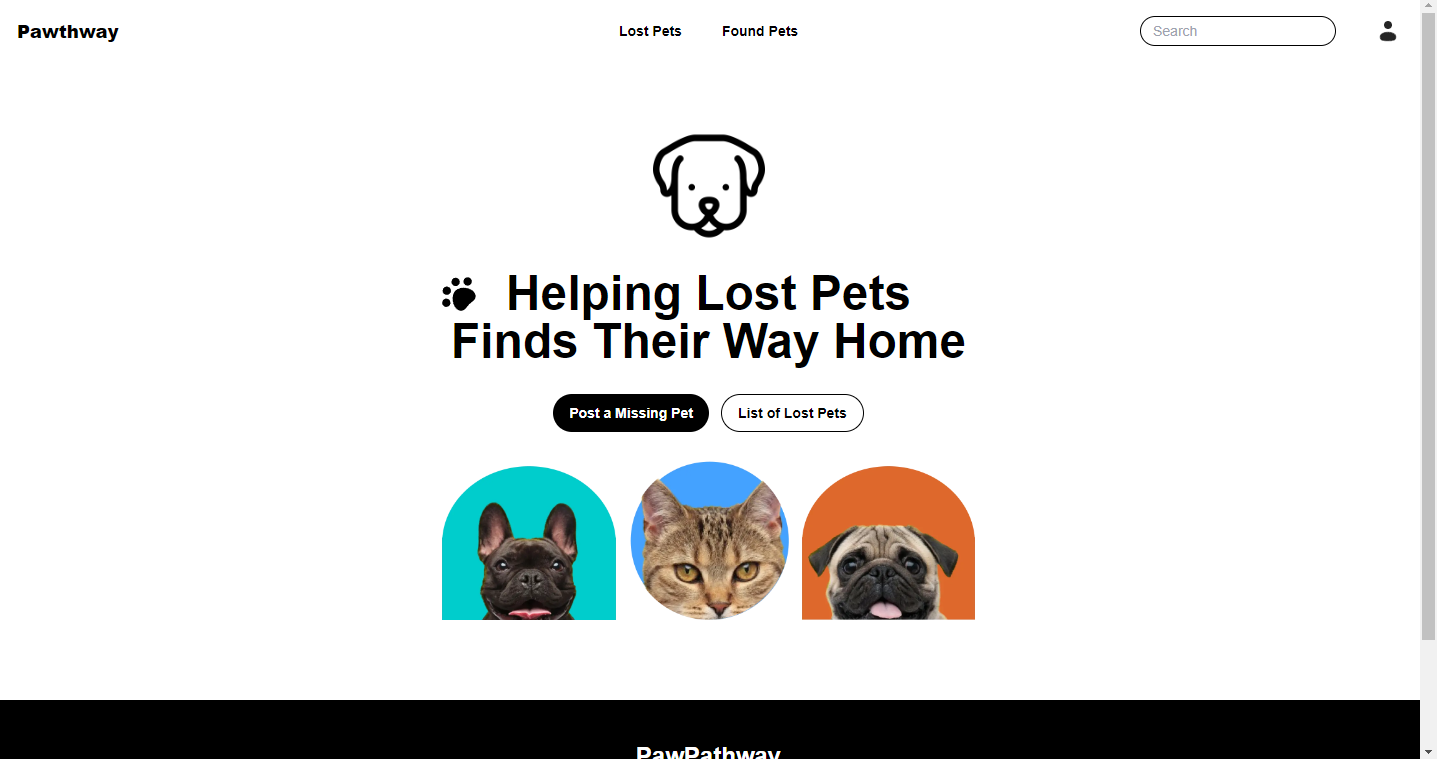 Pawthway
Lost Pets
Found Pets
Search
Helping Lost Pets
Finds Their Way Home
Post a Missing Pet
List of Lost Pets
PawPathway